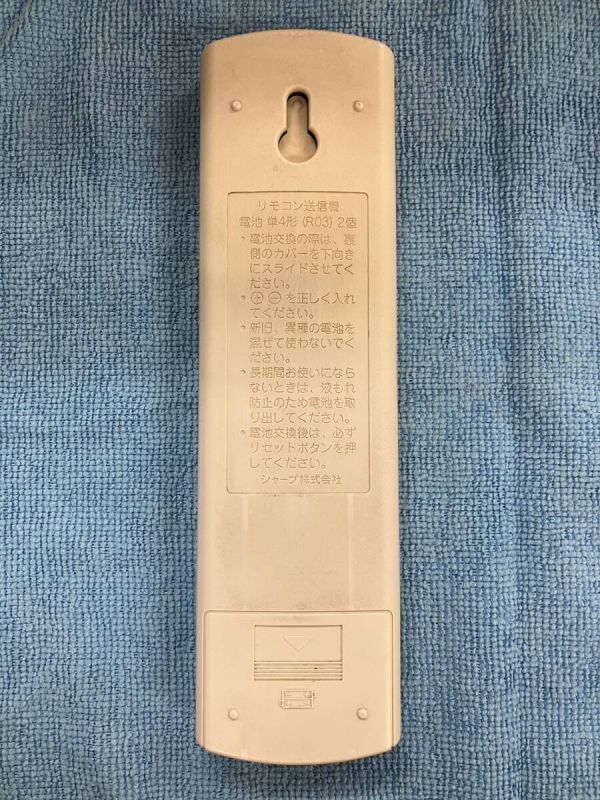 リモコン送信機
電池 単4形 (R03) 2個
・電池交換の際は、裏
側のカバーを下向き
にスライドさせてく
ださい。
・⊕ ⊖ を正しく入れ
てください。
・新旧、異種の電池を
混ぜて使わないでく
ださい。
・長期間お使いになら
ないときは、液もれ
防止のため電池を取
り出してください。
・電池交換後は、必ず
リセットボタンを押
してください。
シャープ株式会社